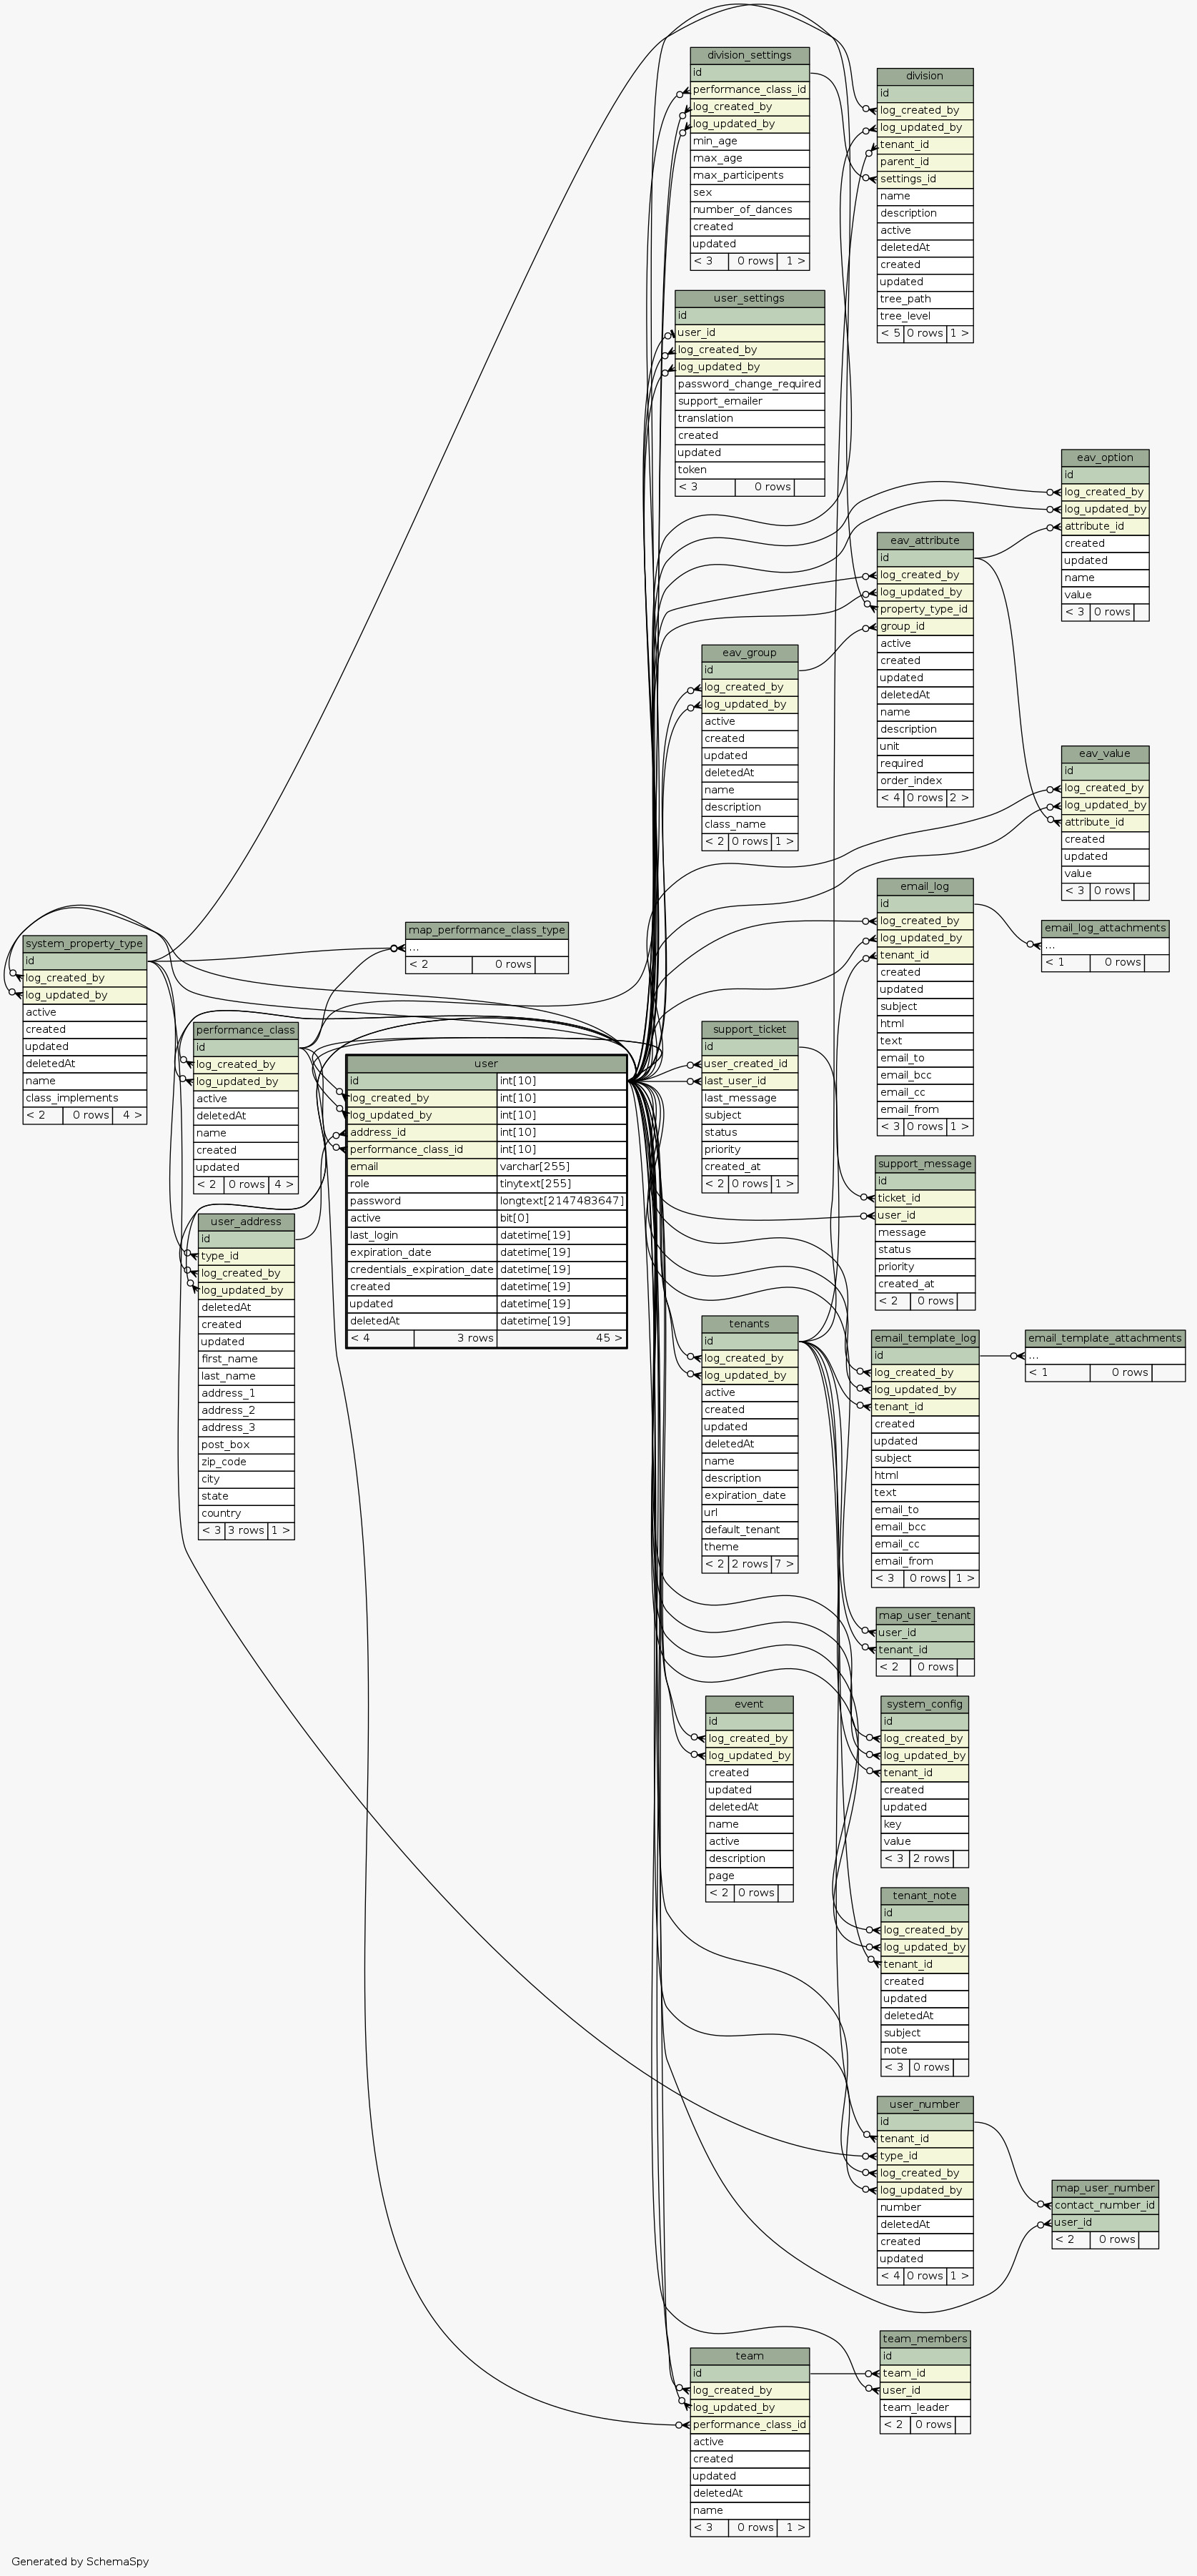 division_settings
id
performance_class_id
log_created_by
log_updated_by
min_age
max_age
max_participents
sex
number_of_dances
created
updated
< 3 0 rows 1 >
division
id
log_created_by
log_updated_by
tenant_id
parent_id
settings_id
name
description
active
deletedAt
created
updated
tree_path
tree_level
< 5 0 rows 1 >
user_settings
id
user_id
log_created_by
log_updated_by
password_change_required
support_emailer
translation
created
updated
token
< 3 0 rows
eav_option
id
log_created_by
log_updated_by
attribute_id
created
updated
name
value
< 3 0 rows
eav_attribute
id
log_created_by
log_updated_by
property_type_id
group_id
active
created
updated
deletedAt
name
description
unit
required
order_index
< 4 0 rows 2 >
eav_group
id
log_created_by
log_updated_by
active
created
updated
deletedAt
name
description
class_name
< 2 0 rows 1 >
eav_value
id
log_created_by
log_updated_by
attribute_id
created
updated
value
< 3 0 rows
email_log
id
log_created_by
log_updated_by
tenant_id
created
updated
subject
html
text
email_to
email_bcc
email_cc
email_from
< 3 0 rows 1 >
email_log_attachments
...
< 1 0 rows
system_property_type
id
log_created_by
log_updated_by
active
created
updated
deletedAt
name
class_implements
< 2 0 rows 4 >
map_performance_class_type
...
< 2 0 rows
performance_class
id
log_created_by
log_updated_by
active
deletedAt
name
created
updated
< 2 0 rows 4 >
user
id int[10]
log_created_by int[10]
log_updated_by int[10]
address_id int[10]
performance_class_id int[10]
email varchar[255]
role tinytext[255]
password longtext[2147483647]
active bit[0]
last_login datetime[19]
expiration_date datetime[19]
credentials_expiration_date datetime[19]
created datetime[19]
updated datetime[19]
deletedAt datetime[19]
< 4 3 rows 45 >
support_ticket
id
user_created_id
last_user_id
last_message
subject
status
priority
created_at
< 2 0 rows 1 >
support_message
id
ticket_id
user_id
message
status
priority
created_at
< 2 0 rows
user_address
id
type_id
log_created_by
log_updated_by
deletedAt
created
updated
first_name
last_name
address_1
address_2
address_3
post_box
zip_code
city
state
country
< 3 3 rows 1 >
tenants
id
log_created_by
log_updated_by
active
created
updated
deletedAt
name
description
expiration_date
url
default_tenant
theme
< 2 2 rows 7 >
email_template_log
id
log_created_by
log_updated_by
tenant_id
created
updated
subject
html
text
email_to
email_bcc
email_cc
email_from
< 3 0 rows 1 >
email_template_attachments
...
< 1 0 rows
map_user_tenant
user_id
tenant_id
< 2 0 rows
event
id
log_created_by
log_updated_by
created
updated
deletedAt
name
active
description
page
< 2 0 rows
system_config
id
log_created_by
log_updated_by
tenant_id
created
updated
key
value
< 3 2 rows
tenant_note
id
log_created_by
log_updated_by
tenant_id
created
updated
deletedAt
subject
note
< 3 0 rows
user_number
id
tenant_id
type_id
log_created_by
log_updated_by
number
deletedAt
created
updated
< 4 0 rows 1 >
map_user_number
contact_number_id
user_id
< 2 0 rows
team_members
id
team_id
user_id
team_leader
< 2 0 rows
team
id
log_created_by
log_updated_by
performance_class_id
active
created
updated
deletedAt
name
< 3 0 rows 1 >
Generated by SchemaSpy